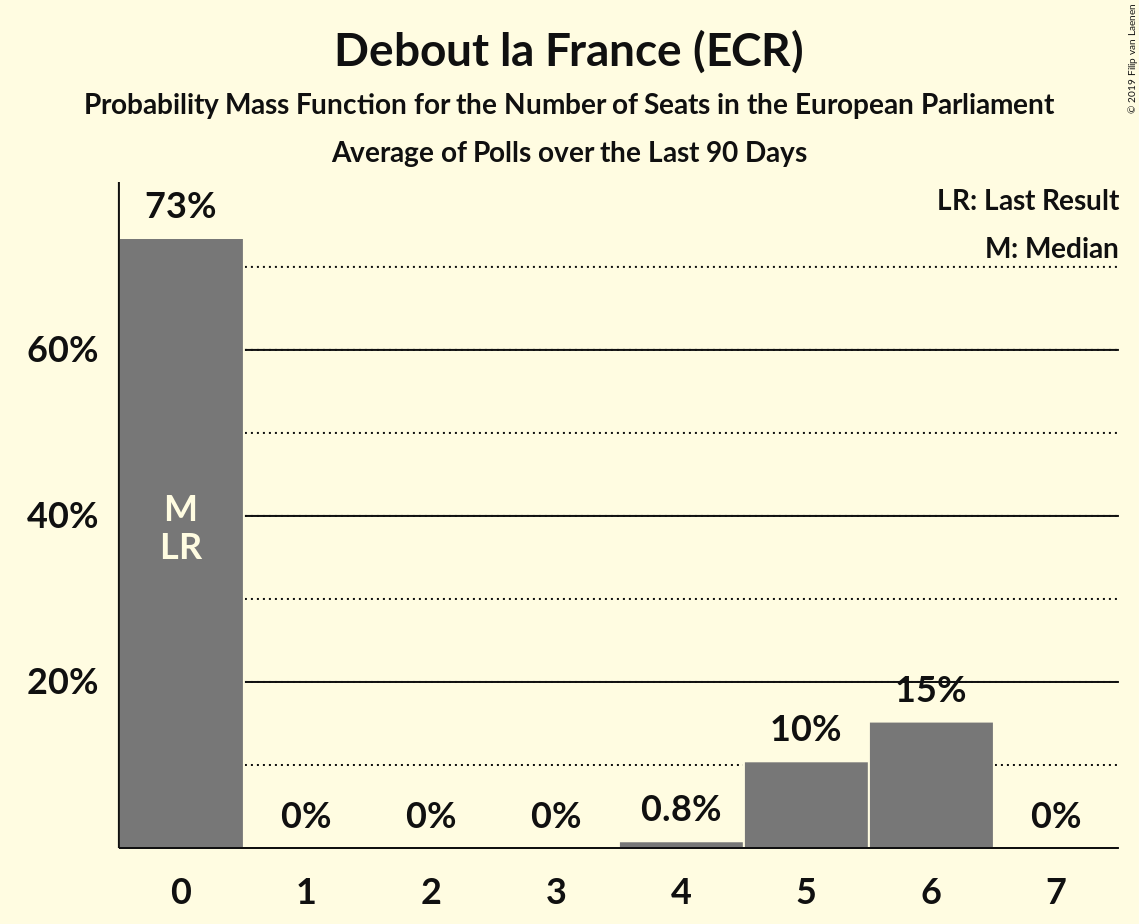 Debout la France (ECR)
Probability Mass Function for the Number of Seats in the European Parliament
Average of Polls over the Last 90 Days
© 2019 Filip van Laenen
LR: Last Result
M: Median
73%
60%
40%
20%
M
LR
0%
0%
0%
0.8%
10%
15%
0%
0
1
2
3
4
5
6
7